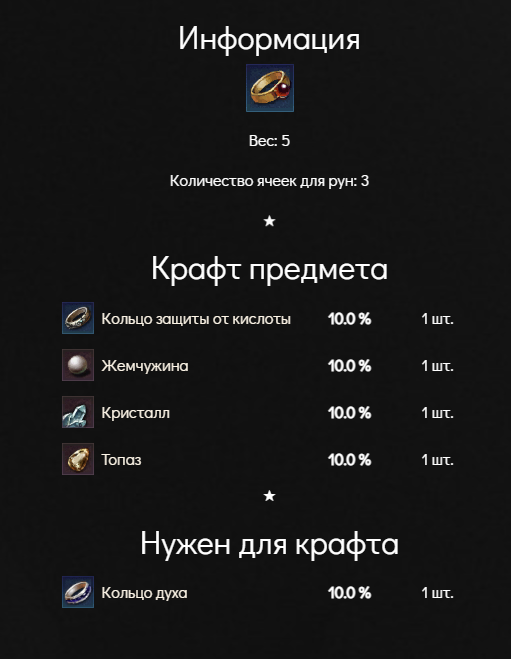 Информация
Вес: 5
Количество ячеек для рун: 3
Крафт предмета
Кольцо защиты от кислоты 10.0 % 1 шт.
Жемчужина 10.0 % 1 шт.
Кристалл 10.0 % 1 шт.
Топаз 10.0 % 1 шт.
Нужен для крафта
Кольцо духа 10.0 % 1 шт.